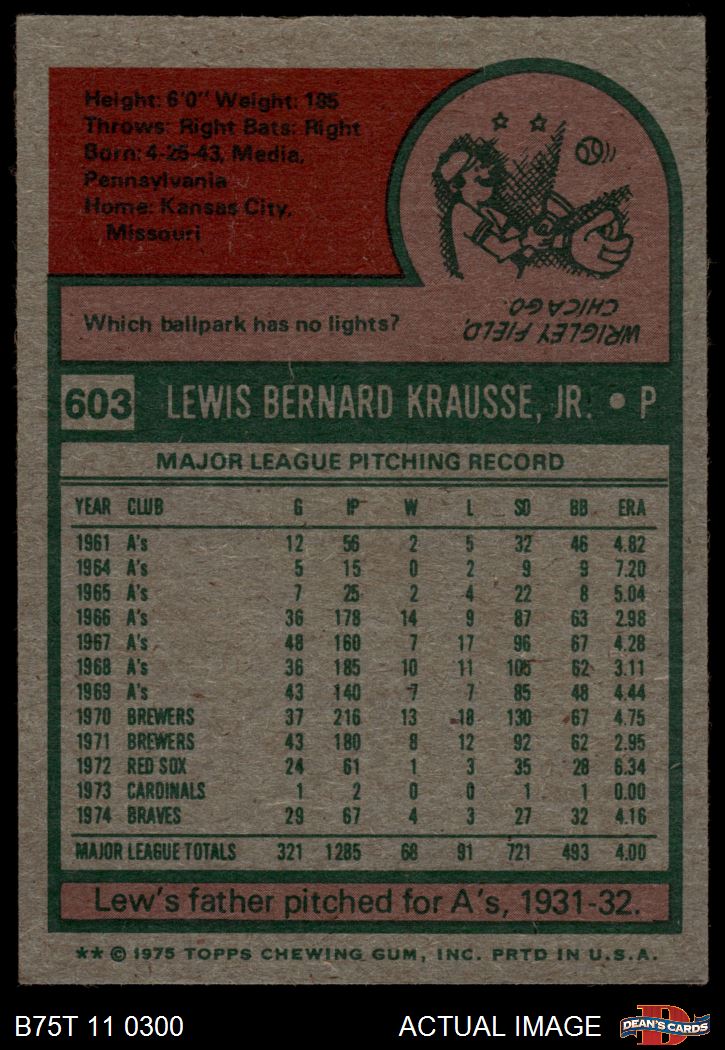 Height: 6'0" Weight: 185
Throws: Right Bats: Right
Born: 4-25-43, Media,
Pennsylvania
Home: Kansas City,
Missouri
Which ballpark has no lights?
WRIGLEY FIELD,
CHICAGO.
603 LEWIS BERNARD KRAUSSE, JR. • P
MAJOR LEAGUE PITCHING RECORD
YEAR CLUB G IP W L SO BB ERA
1961 A's 12 56 2 5 32 46 4.82
1964 A's 5 15 0 2 9 9 7.20
1965 A's 7 25 2 4 22 8 5.04
1966 A's 36 178 14 9 87 63 2.98
1967 A's 48 160 7 17 96 67 4.28
1968 A's 36 185 10 11 105 62 3.11
1969 A's 43 140 7 7 85 48 4.44
1970 BREWERS 37 216 13 18 130 67 4.75
1971 BREWERS 43 180 8 12 92 62 2.95
1972 RED SOX 24 61 1 3 35 28 6.34
1973 CARDINALS 1 2 0 0 1 1 0.00
1974 BRAVES 29 67 4 3 27 32 4.16
MAJOR LEAGUE TOTALS 321 1285 68 91 721 493 4.00
Lew's father pitched for A's, 1931-32.
** © 1975 TOPPS CHEWING GUM, INC. PRTD IN U.S.A.
B75T 11 0300 ACTUAL IMAGE DEAN'S CARDS